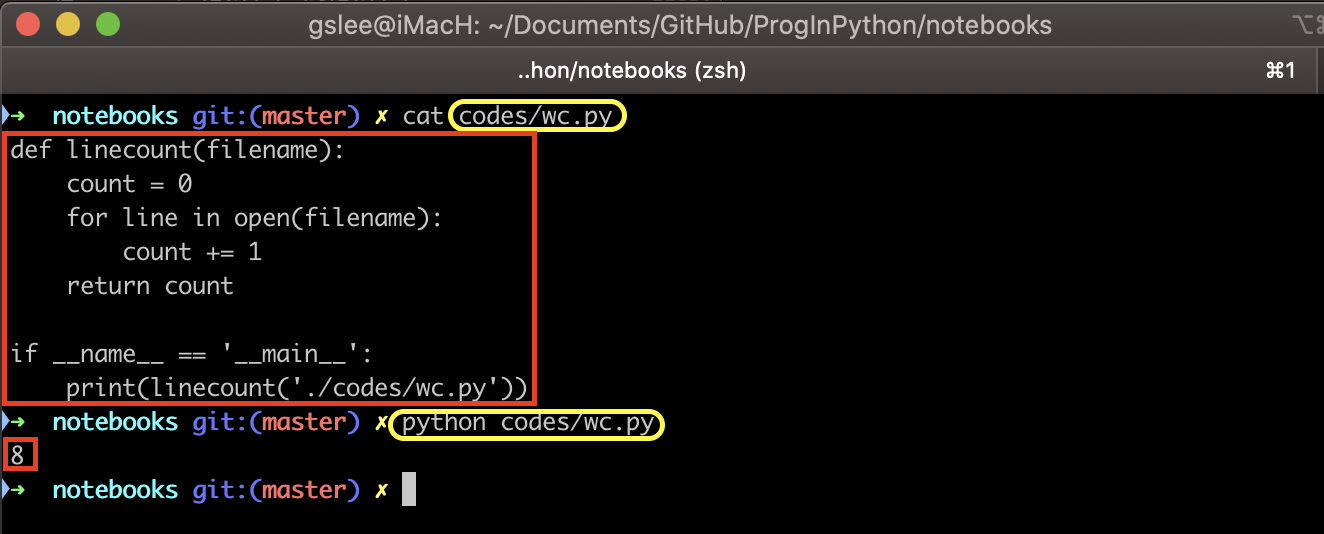 gslee@iMacH: ~/Documents/GitHub/ProgInPython/notebooks
..hon/notebooks (zsh) ⌘1
➜  notebooks git:(master) ✗ cat codes/wc.py
def linecount(filename):
    count = 0
    for line in open(filename):
        count += 1
    return count

if __name__ == '__main__':
    print(linecount('./codes/wc.py'))
➜  notebooks git:(master) ✗ python codes/wc.py
8
➜  notebooks git:(master) ✗